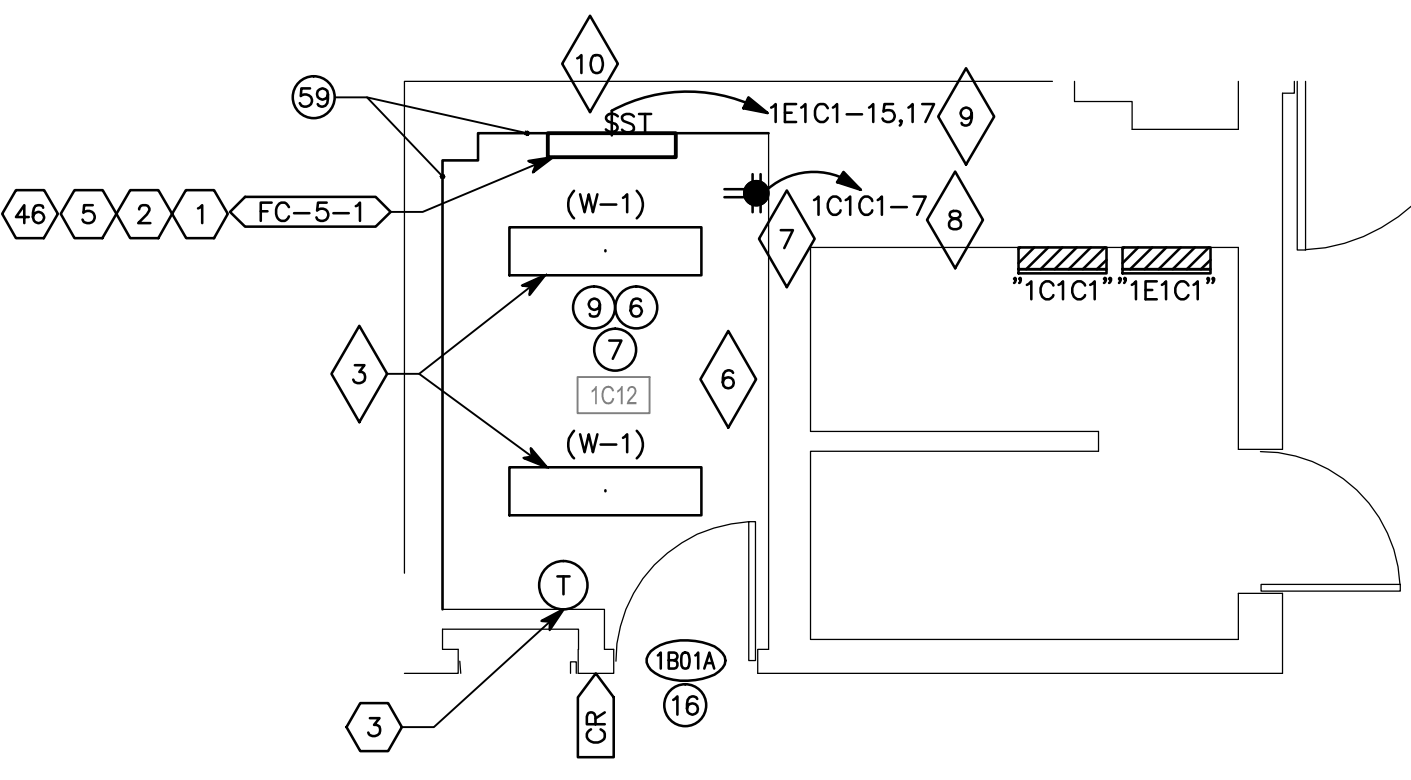 10
59
$ST
1E1C1-15,17
9
46 5 2 1 FC-5-1
(W-1)
1C1C1-7
8
7
"1C1C1" "1E1C1"
9 6
7
3
6
1C12
(W-1)
T
1B01A
16
3
CR